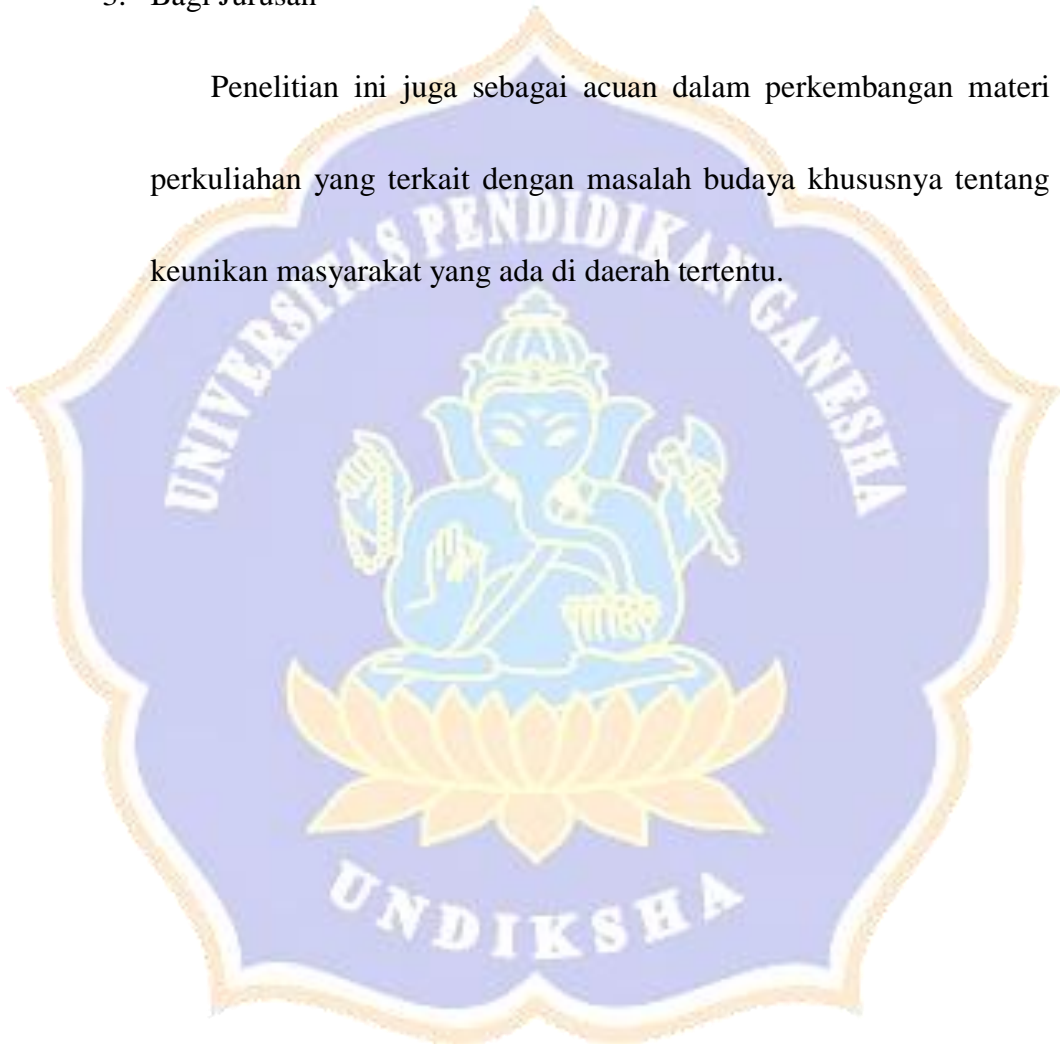 Bagi Jurusan
Penelitian ini juga sebagai acuan dalam perkembangan materi
perkuliahan yang terkait dengan masalah budaya khususnya tentang
keunikan masyarakat yang ada di daerah tertentu.
UNIVERSITAS PENDIDIKAN GANESHA
UNDIKSHA